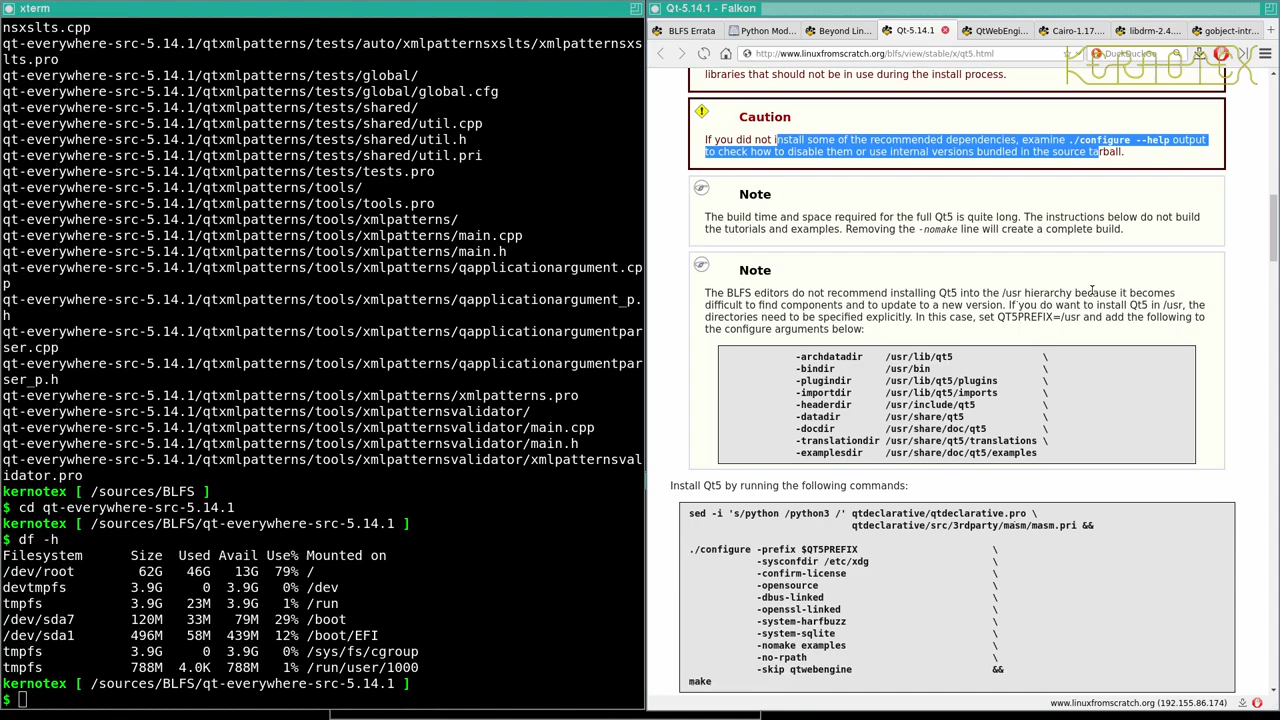 xterm
nsxslts.cpp
qt-everywhere-src-5.14.1/qtxmlpatterns/tests/auto/xmlpatternsxslts/xmlpatternsxs
lts.pro
qt-everywhere-src-5.14.1/qtxmlpatterns/tests/global/
qt-everywhere-src-5.14.1/qtxmlpatterns/tests/global/global.cfg
qt-everywhere-src-5.14.1/qtxmlpatterns/tests/shared/
qt-everywhere-src-5.14.1/qtxmlpatterns/tests/shared/util.cpp
qt-everywhere-src-5.14.1/qtxmlpatterns/tests/shared/util.h
qt-everywhere-src-5.14.1/qtxmlpatterns/tests/shared/util.pri
qt-everywhere-src-5.14.1/qtxmlpatterns/tests/tests.pro
qt-everywhere-src-5.14.1/qtxmlpatterns/tools/
qt-everywhere-src-5.14.1/qtxmlpatterns/tools/tools.pro
qt-everywhere-src-5.14.1/qtxmlpatterns/tools/xmlpatterns/
qt-everywhere-src-5.14.1/qtxmlpatterns/tools/xmlpatterns/main.cpp
qt-everywhere-src-5.14.1/qtxmlpatterns/tools/xmlpatterns/main.h
qt-everywhere-src-5.14.1/qtxmlpatterns/tools/xmlpatterns/qapplicationargument.cp
p
qt-everywhere-src-5.14.1/qtxmlpatterns/tools/xmlpatterns/qapplicationargument_p.
h
qt-everywhere-src-5.14.1/qtxmlpatterns/tools/xmlpatterns/qapplicationargumentpar
ser.cpp
qt-everywhere-src-5.14.1/qtxmlpatterns/tools/xmlpatterns/qapplicationargumentpar
ser_p.h
qt-everywhere-src-5.14.1/qtxmlpatterns/tools/xmlpatterns/xmlpatterns.pro
qt-everywhere-src-5.14.1/qtxmlpatterns/tools/xmlpatternsvalidator/
qt-everywhere-src-5.14.1/qtxmlpatterns/tools/xmlpatternsvalidator/main.cpp
qt-everywhere-src-5.14.1/qtxmlpatterns/tools/xmlpatternsvalidator/main.h
qt-everywhere-src-5.14.1/qtxmlpatterns/tools/xmlpatternsvalidator/xmlpatternsval
idator.pro
kernotex [ /sources/BLFS ]
$ cd qt-everywhere-src-5.14.1
kernotex [ /sources/BLFS/qt-everywhere-src-5.14.1 ]
$ df -h
Filesystem Size Used Avail Use% Mounted on
/dev/root 62G 46G 13G 79% /
devtmpfs 3.9G 0 3.9G 0% /dev
tmpfs 3.9G 23M 3.9G 1% /run
/dev/sda7 120M 33M 79M 29% /boot
/dev/sda1 496M 58M 439M 12% /boot/EFI
tmpfs 3.9G 0 3.9G 0% /sys/fs/cgroup
tmpfs 788M 4.0K 788M 1% /run/user/1000
kernotex [ /sources/BLFS/qt-everywhere-src-5.14.1 ]
$
Qt-5.14.1 - Falkon
BLFS Errata Python Mod... Beyond Lin... Qt-5.14.1 QtWebEngin... Cairo-1.17.... libdrm-2.4.... gobject-intr...
http://www.linuxfromscratch.org/blfs/view/stable/x/qt5.html DuckDuckGo
KERNOTEX
libraries that should not be in use during the install process.
Caution
If you did not install some of the recommended dependencies, examine ./configure --help output
to check how to disable them or use internal versions bundled in the source tarball.
Note
The build time and space required for the full Qt5 is quite long. The instructions below do not build
the tutorials and examples. Removing the -nomake line will create a complete build.
Note
The BLFS editors do not recommend installing Qt5 into the /usr hierarchy because it becomes
difficult to find components and to update to a new version. If you do want to install Qt5 in /usr, the
directories need to be specified explicitly. In this case, set QT5PREFIX=/usr and add the following to
the configure arguments below:
-archdatadir /usr/lib/qt5 \
-bindir /usr/bin \
-plugindir /usr/lib/qt5/plugins \
-importdir /usr/lib/qt5/imports \
-headerdir /usr/include/qt5 \
-datadir /usr/share/qt5 \
-docdir /usr/share/doc/qt5 \
-translationdir /usr/share/qt5/translations \
-examplesdir /usr/share/doc/qt5/examples
Install Qt5 by running the following commands:
sed -i 's/python /python3 /' qtdeclarative/qtdeclarative.pro \
qtdeclarative/src/3rdparty/masm/masm.pri &&
./configure -prefix $QT5PREFIX \
-sysconfdir /etc/xdg \
-confirm-license \
-opensource \
-dbus-linked \
-openssl-linked \
-system-harfbuzz \
-system-sqlite \
-nomake examples \
-no-rpath \
-skip qtwebengine &&
make
www.linuxfromscratch.org (192.155.86.174)